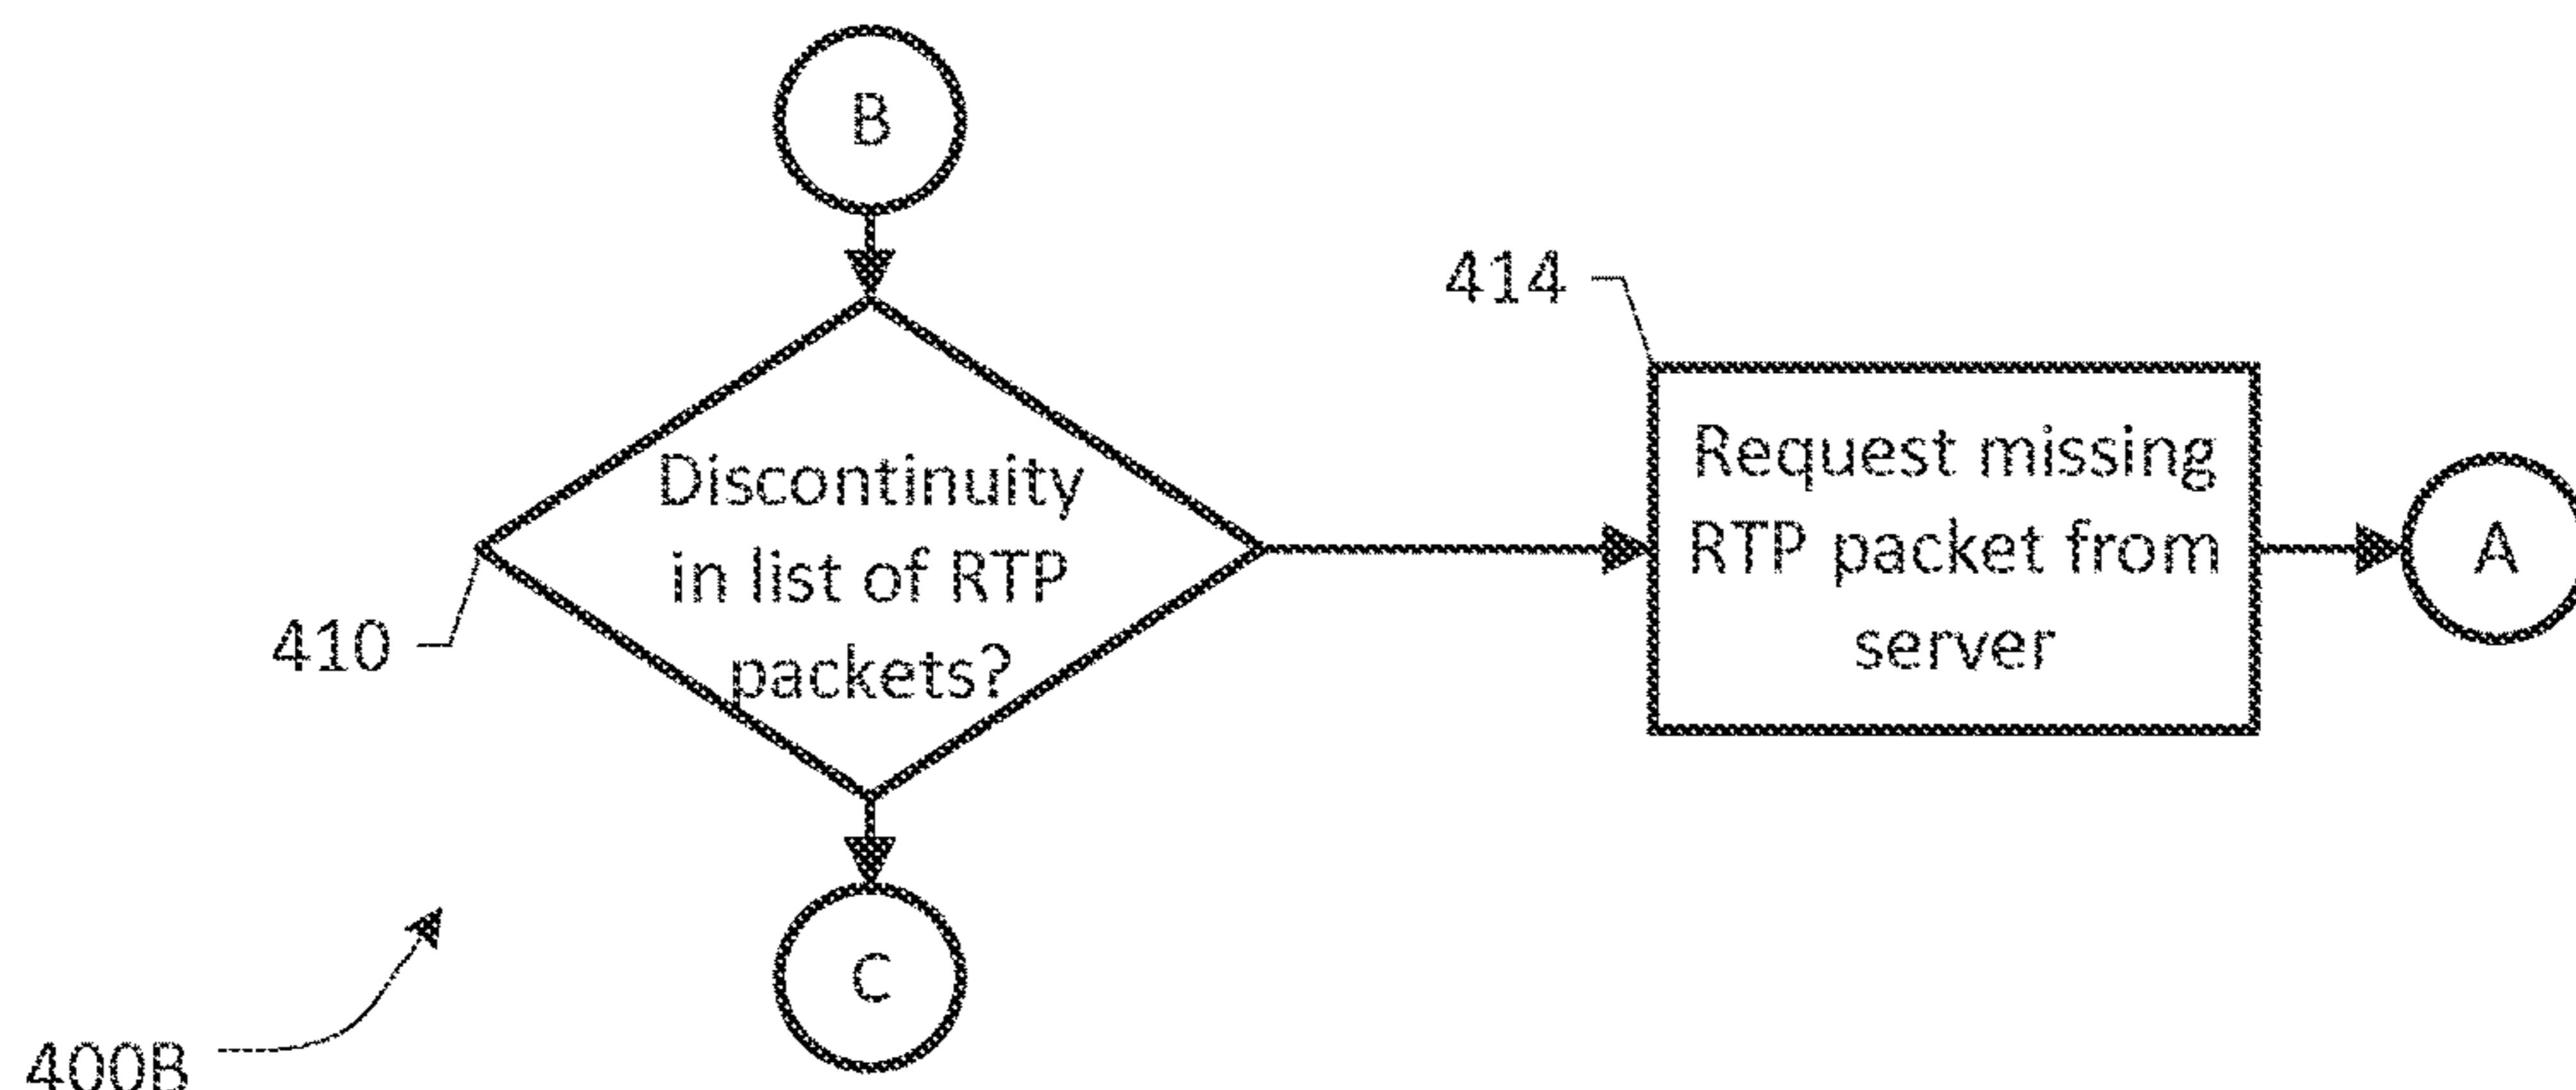 B
414
Discontinuity
in list of RTP
packets?
410
Request missing
RTP packet from
server
A
C
400B